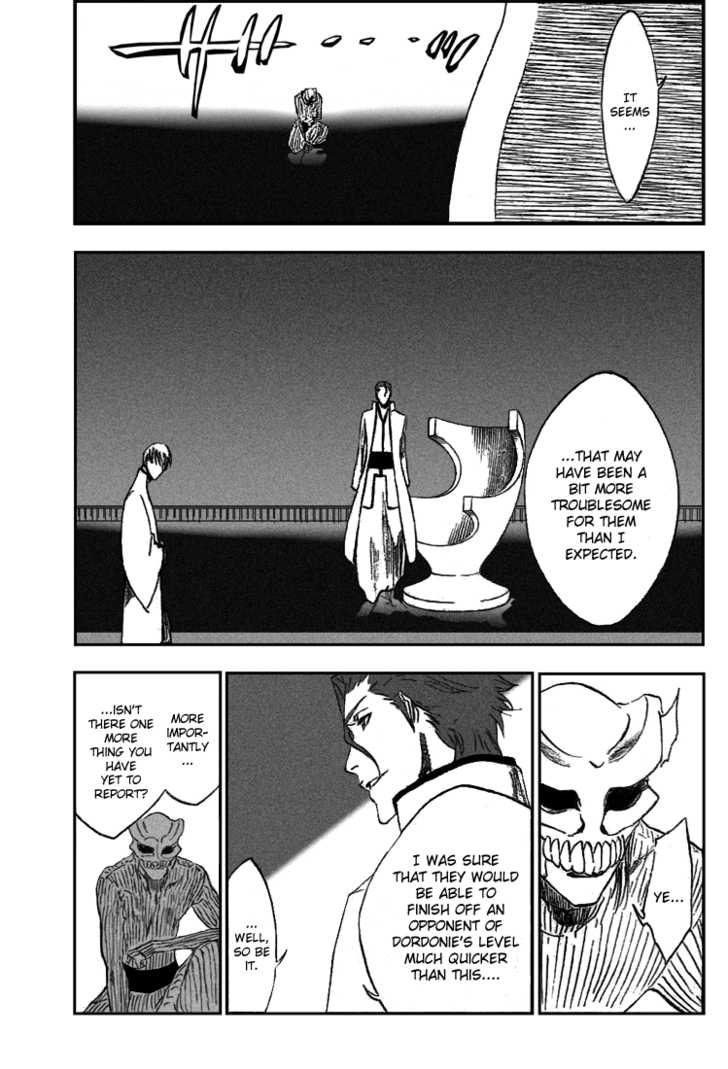 IT
SEEMS
...
...THAT MAY
HAVE BEEN A
BIT MORE
TROUBLESOME
FOR THEM
THAN I
EXPECTED.
YE...
I WAS SURE
THAT THEY WOULD
BE ABLE TO
FINISH OFF AN
OPPONENT OF
DORDONIE'S LEVEL
MUCH QUICKER
THAN THIS....
...
WELL,
SO BE
IT.
MORE
IMPOR-
TANTLY
...
...ISN'T
THERE ONE
MORE
THING YOU
HAVE
YET TO
REPORT?